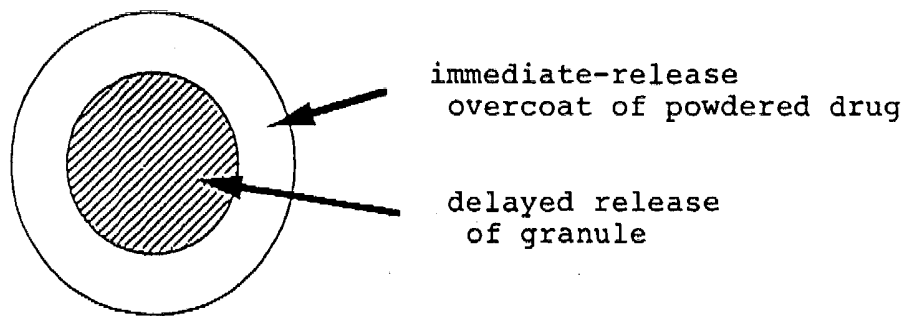 immediate-release
overcoat of powdered drug
delayed release
of granule